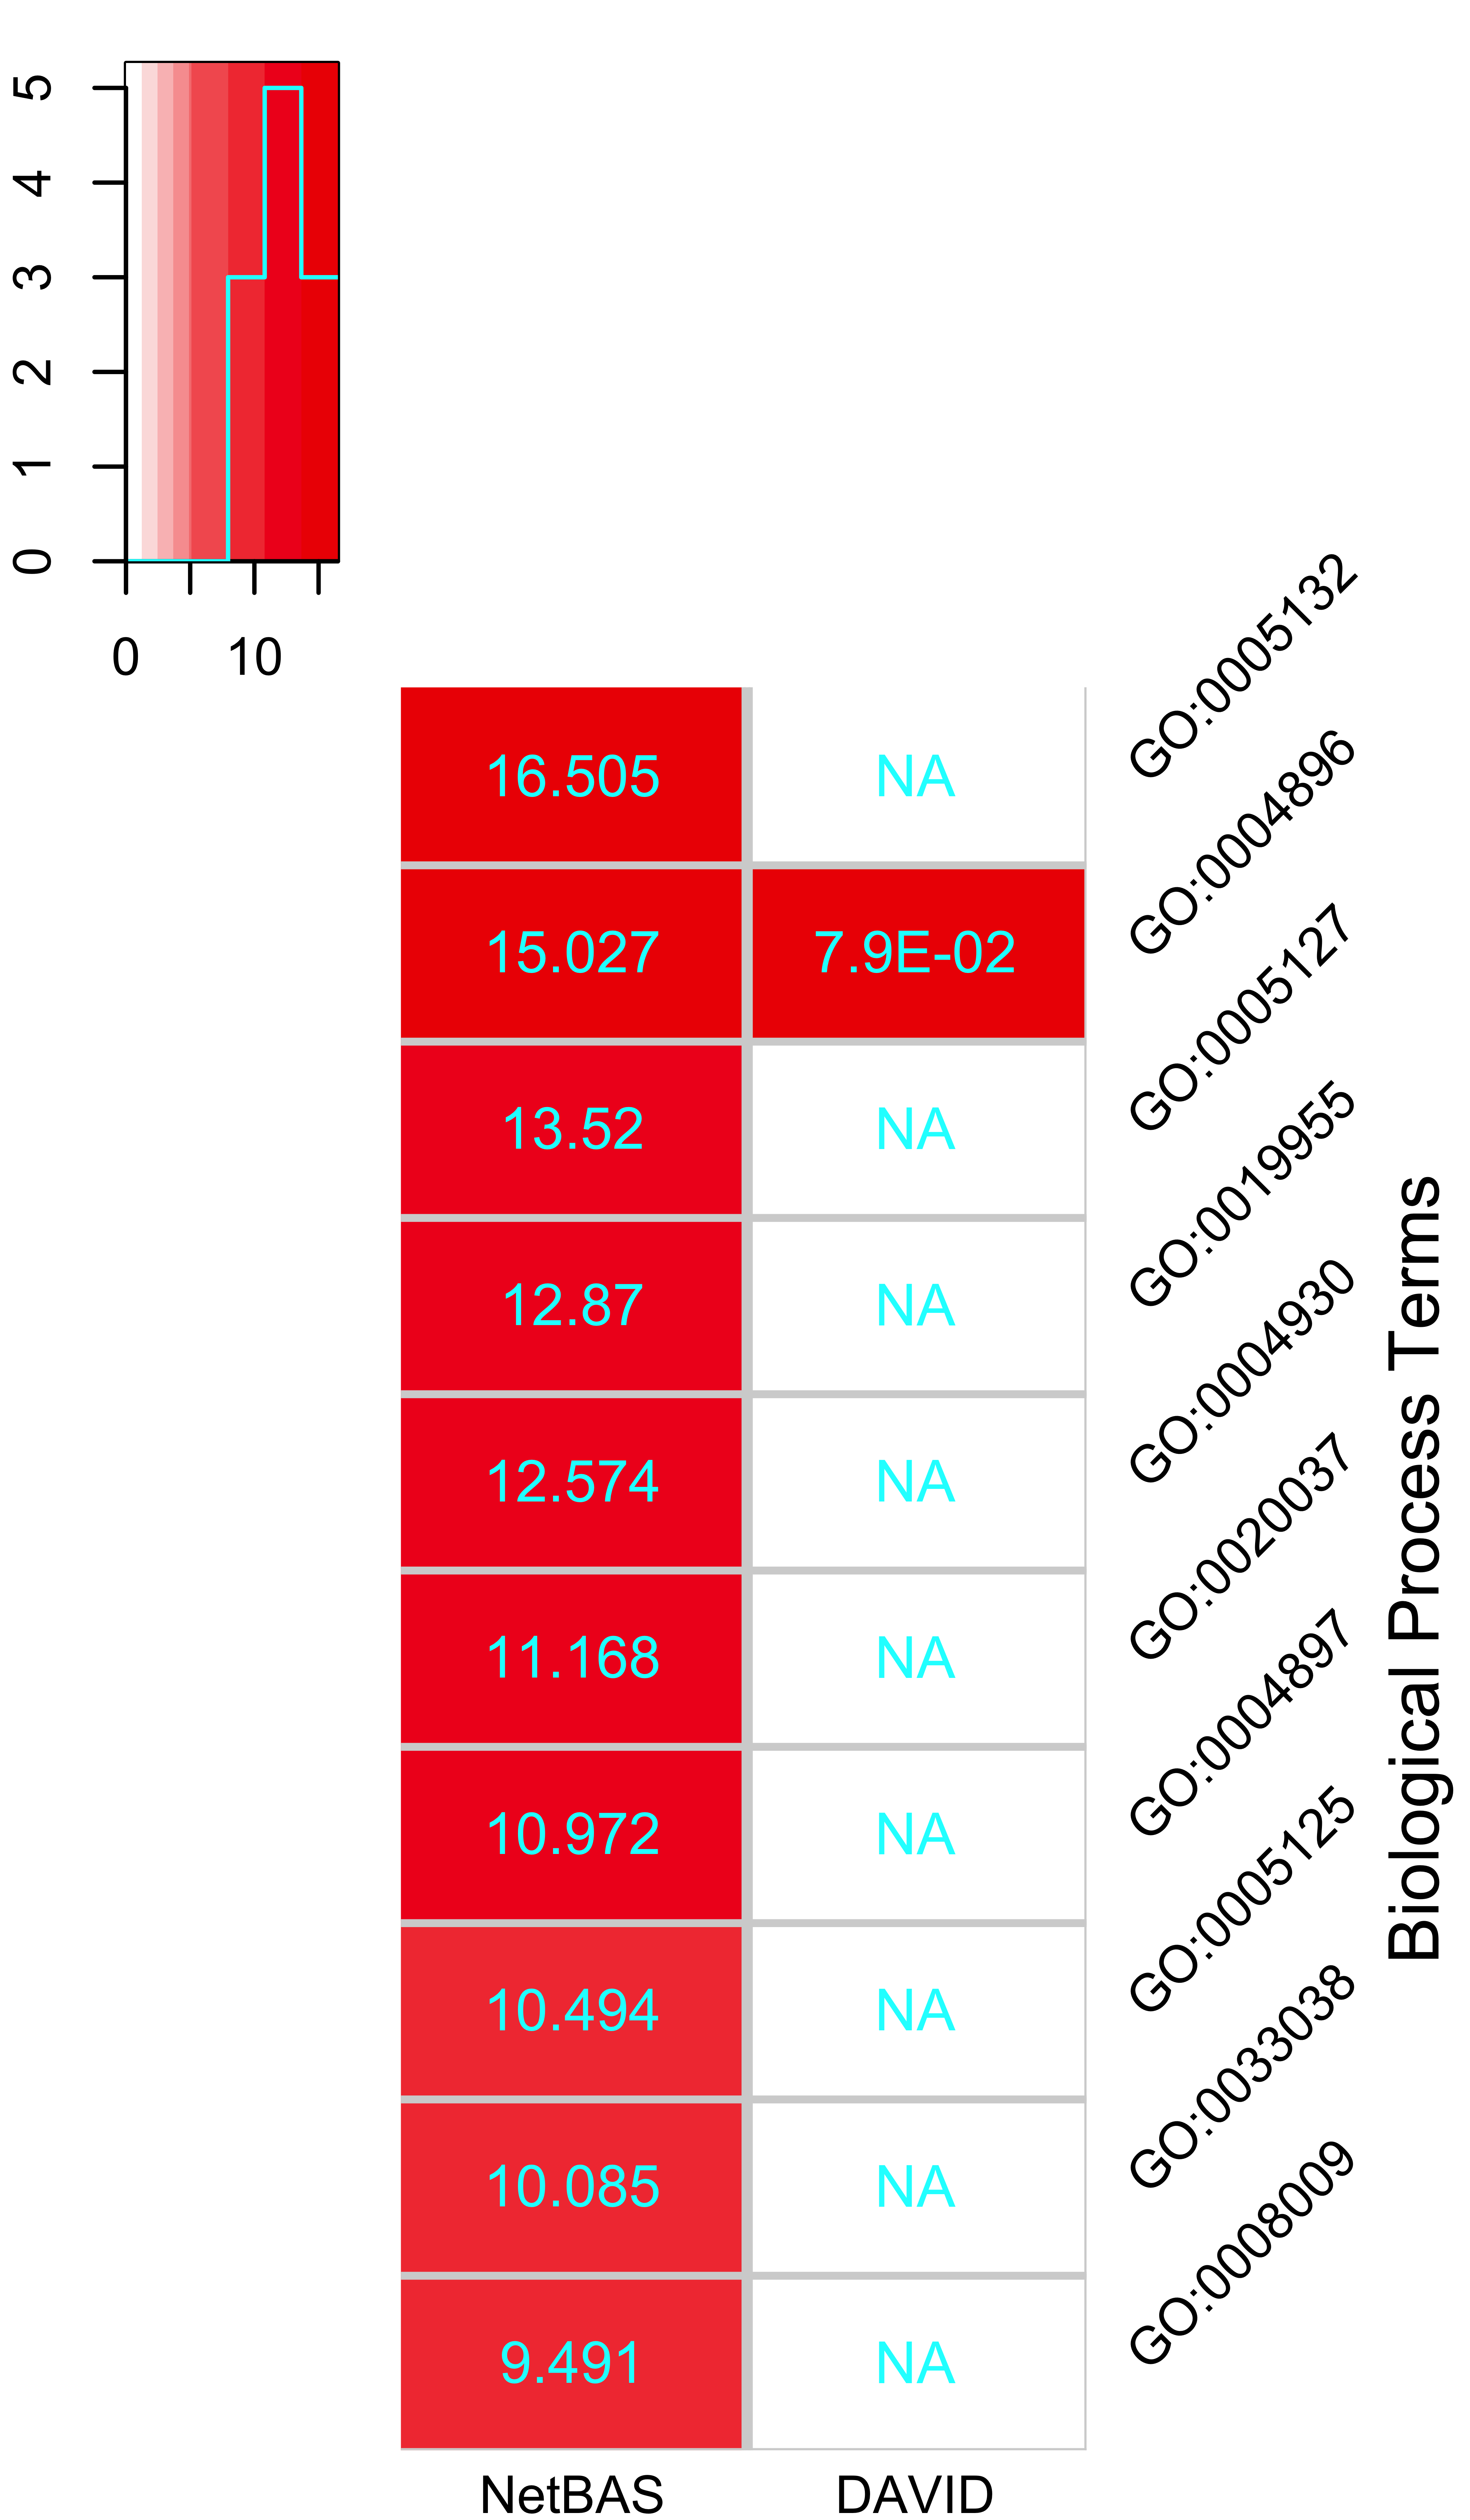 5
4
3
2
1
0
0 10
16.505 NA GO:0005132
15.027 7.9E-02 GO:0004896
13.52 NA GO:0005127
12.87 NA GO:0019955
12.574 NA GO:0004930
11.168 NA GO:0020037
10.972 NA GO:0004897
10.494 NA GO:0005125
10.085 NA GO:0033038
9.491 NA GO:0008009
Biological Process Terms
NetBAS DAVID